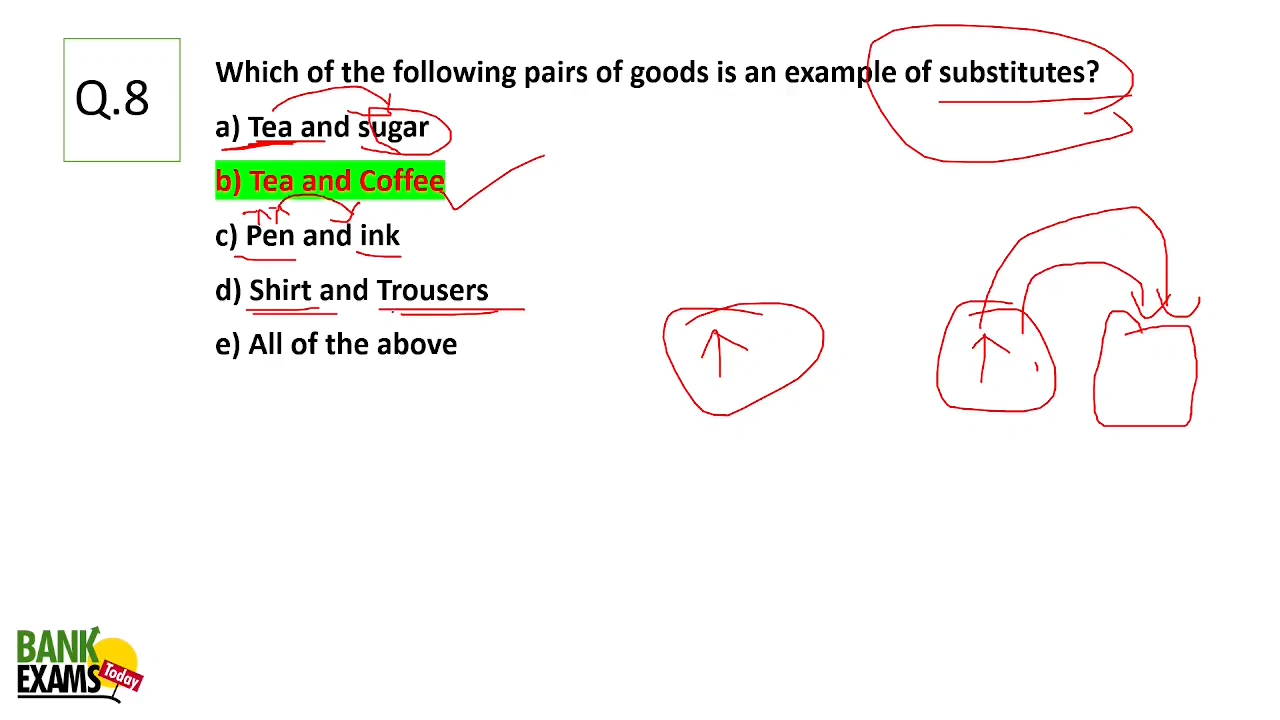 Q.8
Which of the following pairs of goods is an example of substitutes?
a) Tea and sugar
b) Tea and Coffee
c) Pen and ink
d) Shirt and Trousers
e) All of the above
BANK
EXAMS
Today